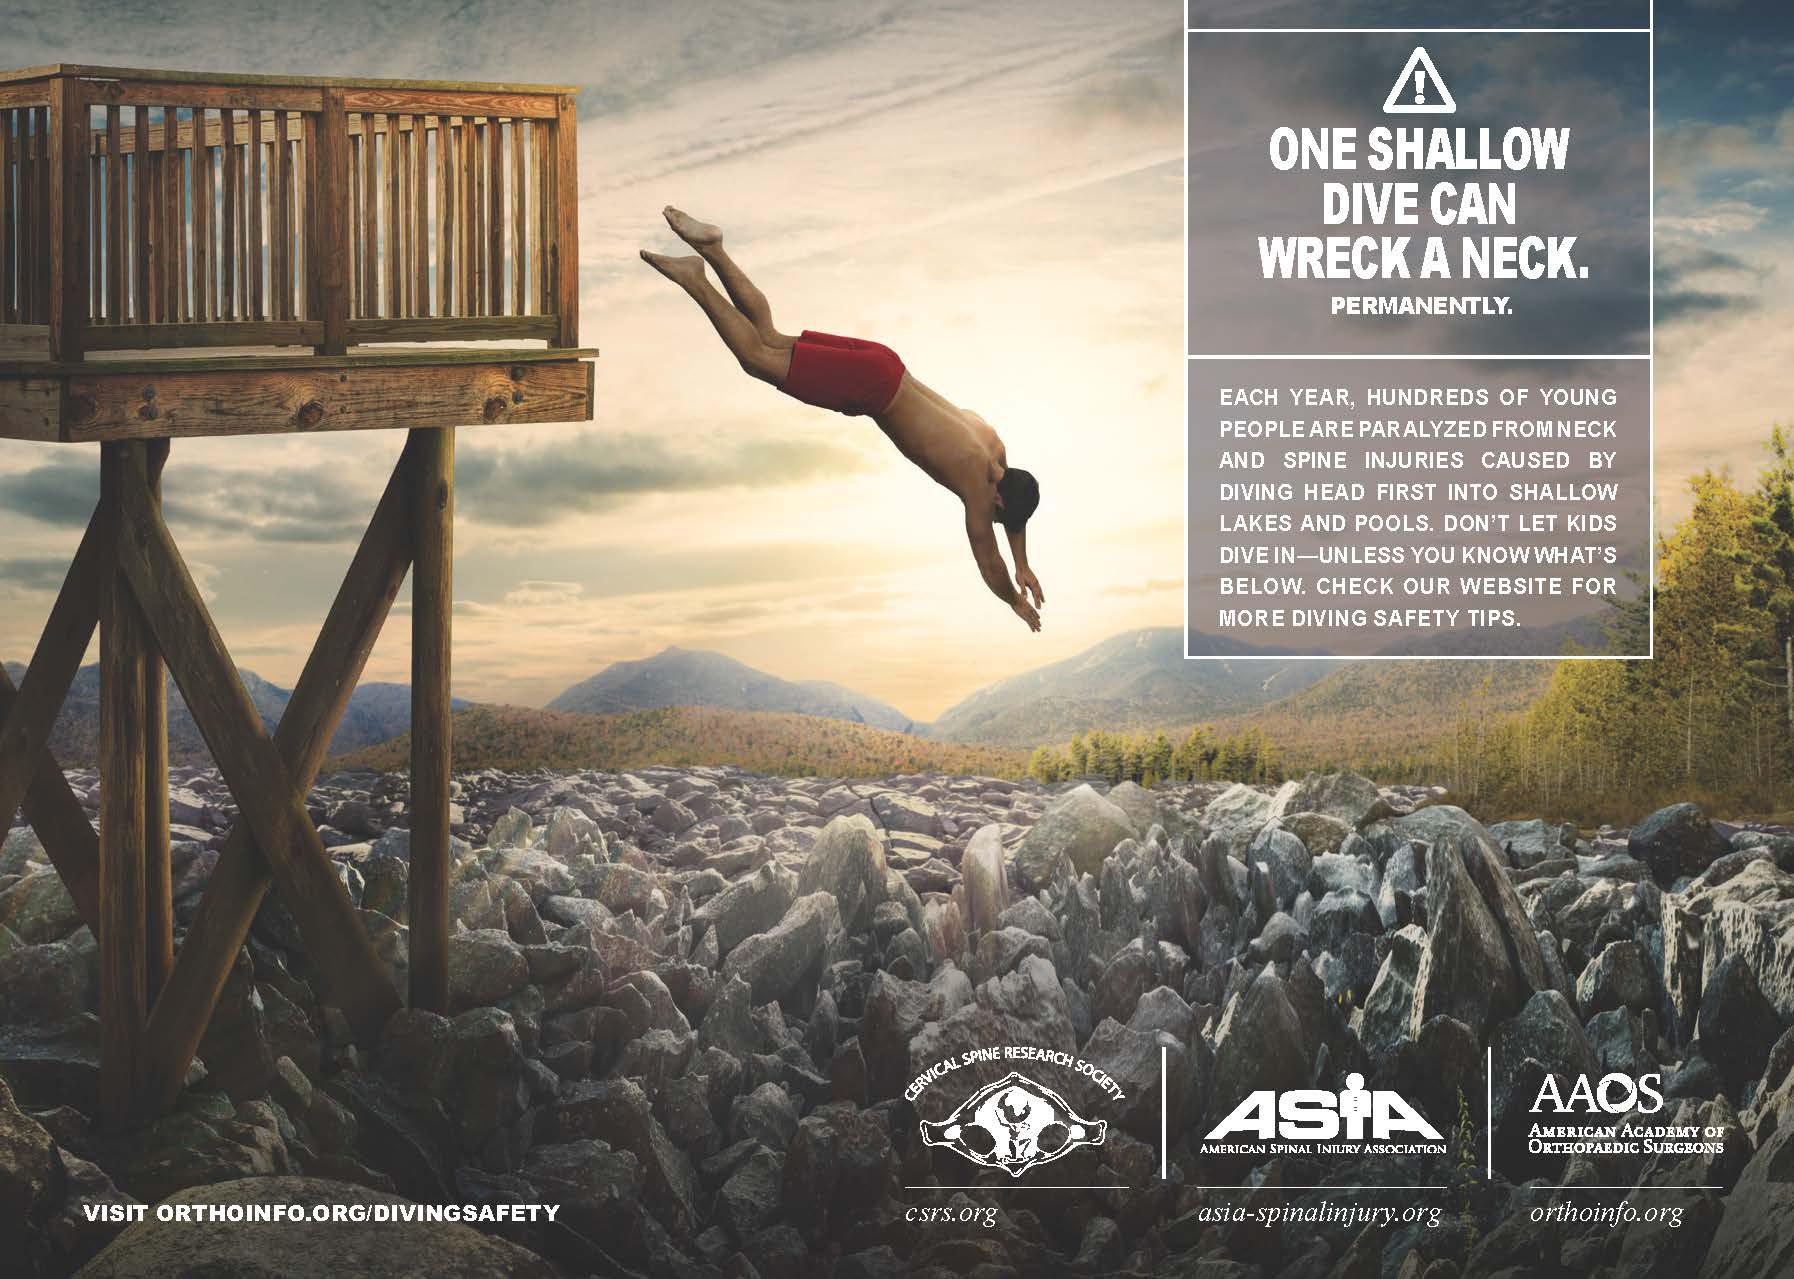 ONE SHALLOW
DIVE CAN
WRECK A NECK.
PERMANENTLY.
EACH YEAR, HUNDREDS OF YOUNG
PEOPLE ARE PARALYZED FROM NECK
AND SPINE INJURIES CAUSED BY
DIVING HEAD FIRST INTO SHALLOW
LAKES AND POOLS. DON'T LET KIDS
DIVE IN—UNLESS YOU KNOW WHAT'S
BELOW. CHECK OUR WEBSITE FOR
MORE DIVING SAFETY TIPS.
CERVICAL SPINE RESEARCH SOCIETY
csrs.org
ASIA
AMERICAN SPINAL INJURY ASSOCIATION
asia-spinalinjury.org
AAOS
AMERICAN ACADEMY OF
ORTHOPAEDIC SURGEONS
orthoinfo.org
VISIT ORTHOINFO.ORG/DIVINGSAFETY